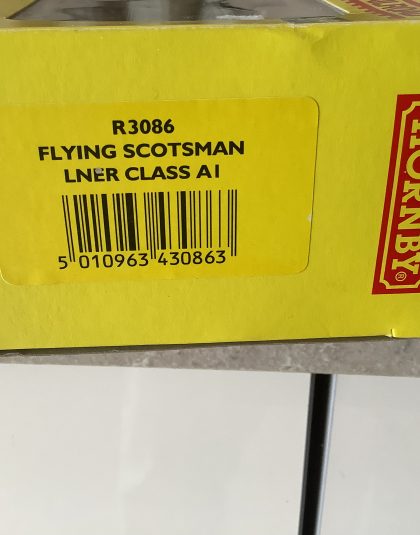 R3086
FLYING SCOTSMAN
LNER CLASS A1
5 010963 430863
HORNBY®